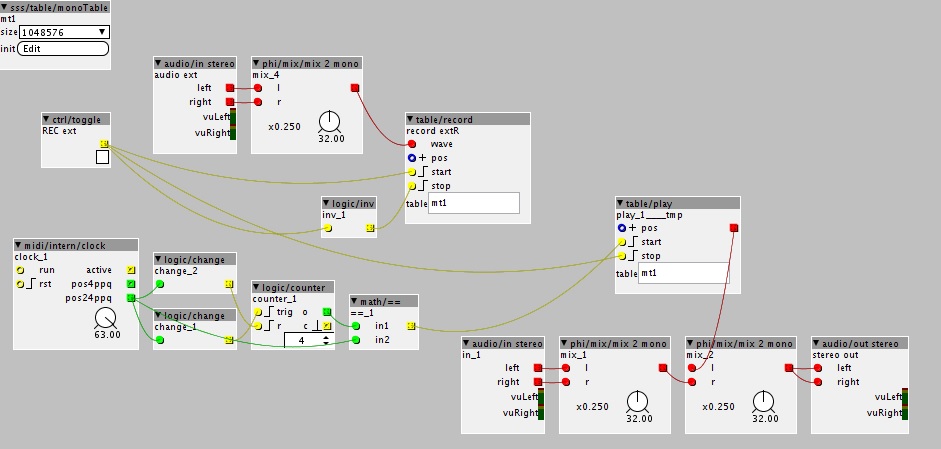 sss/table/monoTable
mt1
size 1048576
init Edit
audio/in stereo
audio ext
left
right
vuLeft
vuRight
phi/mix/mix 2 mono
mix_4
l
r
x0.250
32.00
ctrl/toggle
REC ext
table/record
record extR
wave
+ pos
start
stop
table mt1
logic/inv
inv_1
table/play
play_1___tmp
+ pos
start
stop
table mt1
midi/intern/clock
clock_1
run active
rst pos4ppq
pos24ppq
63.00
logic/change
change_2
logic/change
change_1
logic/counter
counter_1
trig o
r c
4
math/==
==_1
in1
in2
audio/in stereo
in_1
left
right
vuLeft
vuRight
phi/mix/mix 2 mono
mix_1
l
r
x0.250
32.00
phi/mix/mix 2 mono
mix_2
l
r
x0.250
32.00
audio/out stereo
stereo out
left
right
vuLeft
vuRight